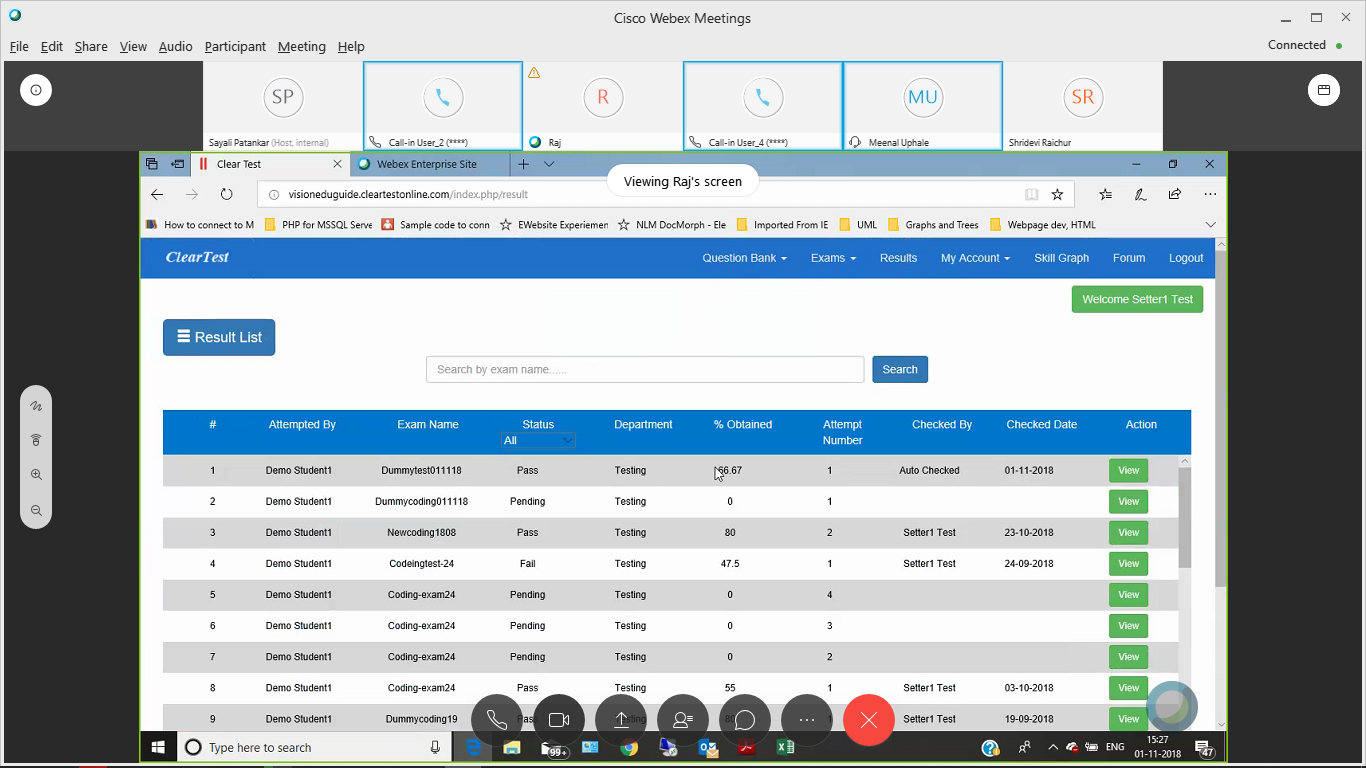 Cisco Webex Meetings
File Edit Share View Audio Participant Meeting Help
Connected
SP
R
MU
SR
Sayali Patankar (Host, internal)
Call-in User_2 (****)
Raj
Call-in User_4 (****)
Meenal Uphale
Shridevi Raichur
Clear Test
Webex Enterprise Site
Viewing Raj's screen
visioneduguide.cleartestonline.com/index.php/result
How to connect to M PHP for MSSQL Serve Sample code to conn EWebsite Experiemen NLM DocMorph - Ele Imported From IE UML Graphs and Trees Webpage dev, HTML
ClearTest Question Bank Exams Results My Account Skill Graph Forum Logout
Welcome Setter1 Test
Result List
Search by exam name...... Search
# Attempted By Exam Name Status Department % Obtained Attempt Checked By Checked Date Action
All Number
1 Demo Student1 Dummytest011118 Pass Testing 66.67 1 Auto Checked 01-11-2018 View
2 Demo Student1 Dummycoding011118 Pending Testing 0 1 View
3 Demo Student1 Newcoding1808 Pass Testing 80 2 Setter1 Test 23-10-2018 View
4 Demo Student1 Codeingtest-24 Fail Testing 47.5 1 Setter1 Test 24-09-2018 View
5 Demo Student1 Coding-exam24 Pending Testing 0 4 View
6 Demo Student1 Coding-exam24 Pending Testing 0 3 View
7 Demo Student1 Coding-exam24 Pending Testing 0 2 View
8 Demo Student1 Coding-exam24 Pass Testing 55 1 Setter1 Test 03-10-2018 View
9 Demo Student1 Dummycoding19 Pass Testing 80 1 Setter1 Test 19-09-2018 View
Type here to search
99+
ENG
15:27
01-11-2018
47